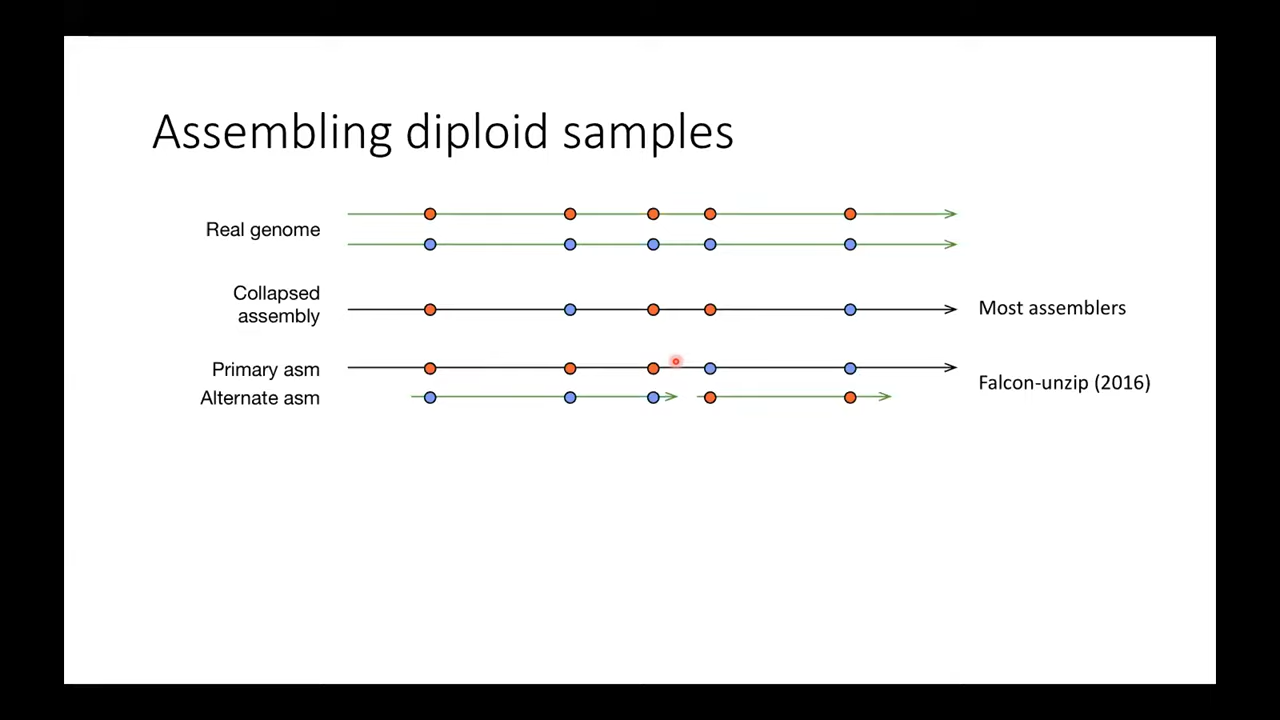 Assembling diploid samples
Real genome
Collapsed
assembly
Most assemblers
Primary asm
Alternate asm
Falcon-unzip (2016)